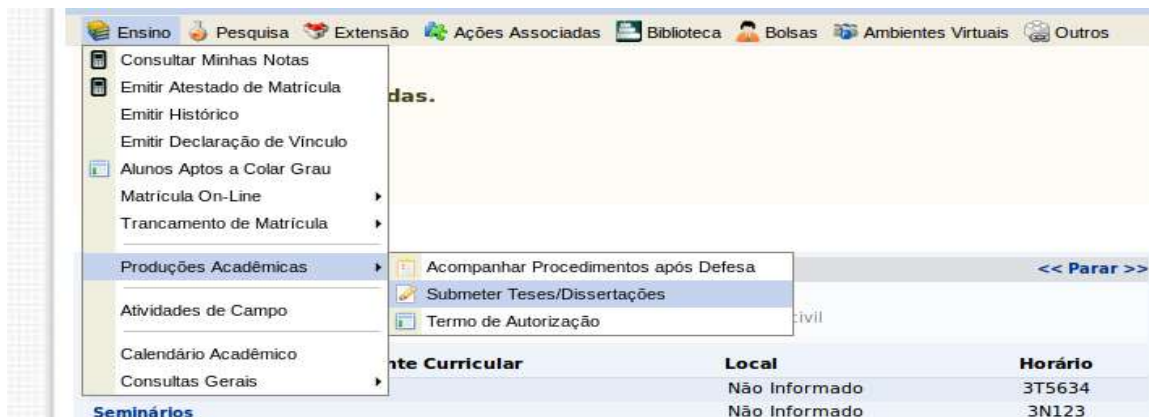 Ensino Pesquisa Extensão Ações Associadas Biblioteca Bolsas Ambientes Virtuais Outros
Consultar Minhas Notas
Emitir Atestado de Matrícula
das.
Emitir Histórico
Emitir Declaração de Vínculo
Alunos Aptos a Colar Grau
Matrícula On-Line
Trancamento de Matrícula
Produções Acadêmicas
Acompanhar Procedimentos após Defesa
<< Parar >>
Submeter Teses/Dissertações
Termo de Autorização
civil
Atividades de Campo
Calendário Acadêmico
nte Curricular Local Horário
Consultas Gerais
Não Informado 3T5634
Seminários Não Informado 3N123